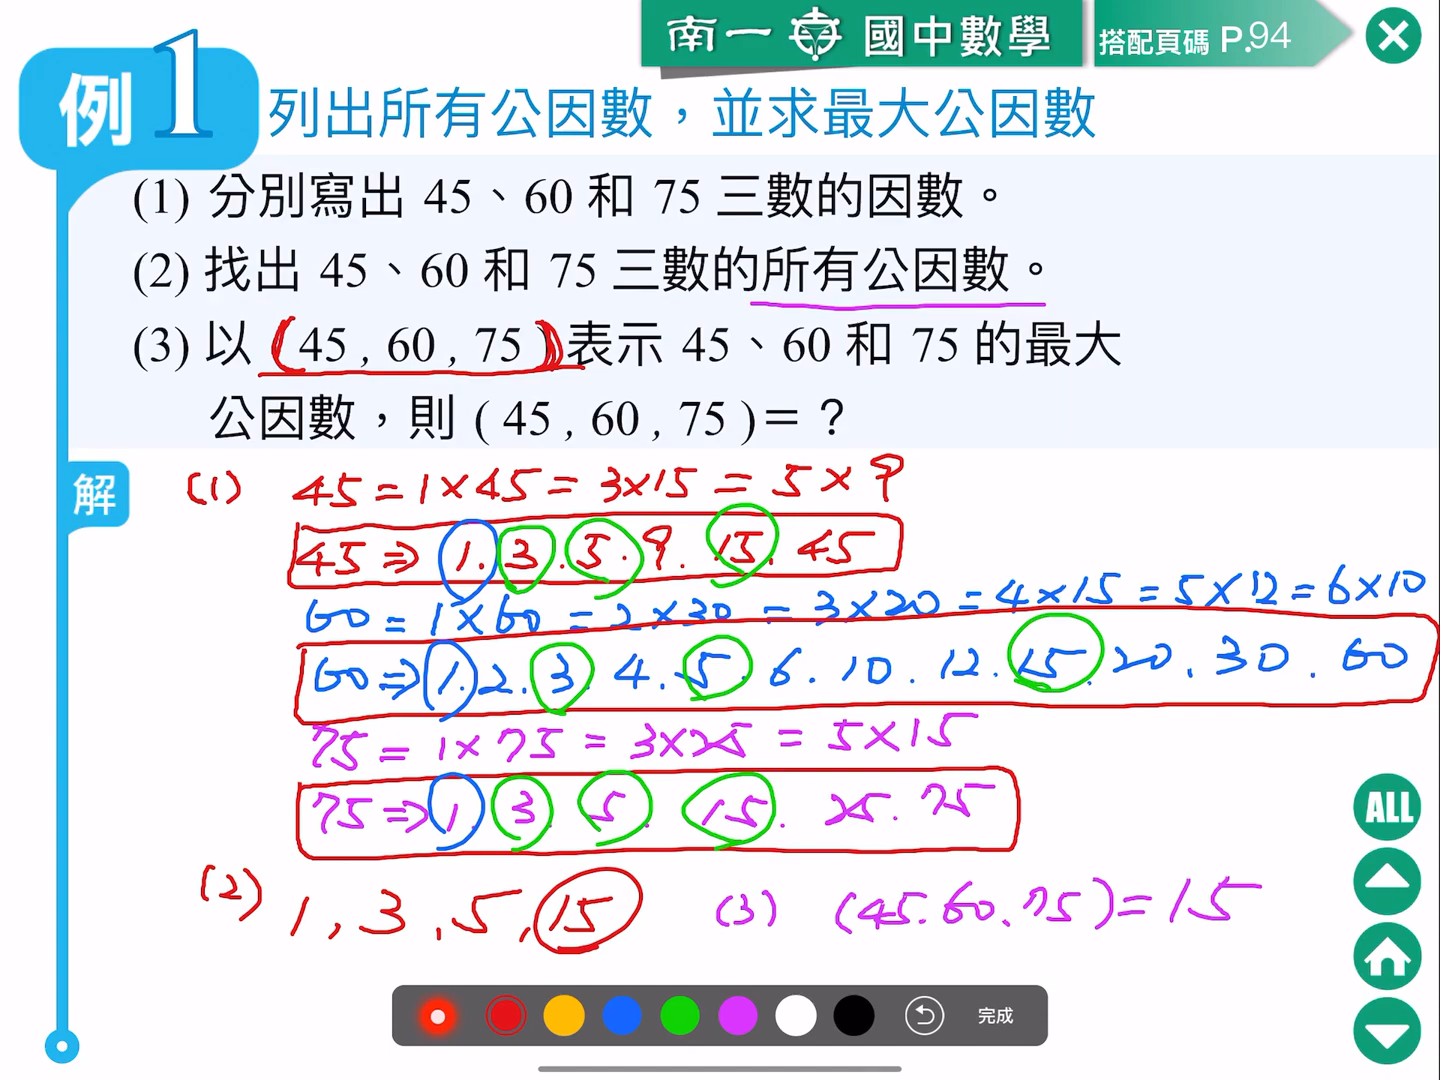 南一 國中數學
搭配頁碼 P.94
例1 列出所有公因數，並求最大公因數
(1) 分別寫出 45、60 和 75 三數的因數。
(2) 找出 45、60 和 75 三數的所有公因數。
(3) 以 (45 , 60 , 75) 表示 45、60 和 75 的最大
公因數，則 ( 45 , 60 , 75 )＝？
解
(1) 45 = 1×45 = 3×15 = 5×9
45 ⇒ 1. 3. 5. 9. 15. 45
60 = 1×60 = 2×30 = 3×20 = 4×15 = 5×12 = 6×10
60 ⇒ 1. 2. 3. 4. 5. 6. 10. 12. 15. 20. 30. 60
75 = 1×75 = 3×25 = 5×15
75 ⇒ 1. 3. 5. 15. 25. 75
(2) 1, 3, 5, 15
(3) (45.60.75) = 15
ALL
完成